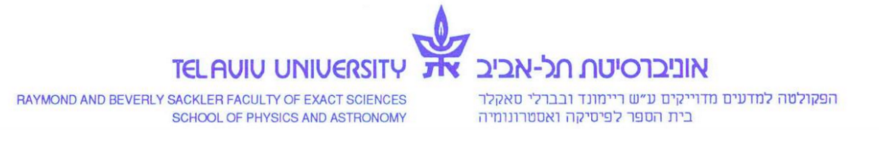 TEL AVIV UNIVERSITY
אוניברסיטת תל-אביב
RAYMOND AND BEVERLY SACKLER FACULTY OF EXACT SCIENCES
הפקולטה למדעים מדוייקים ע״ש ריימונד ובברלי סאקלר
SCHOOL OF PHYSICS AND ASTRONOMY
בית הספר לפיסיקה ואסטרונומיה